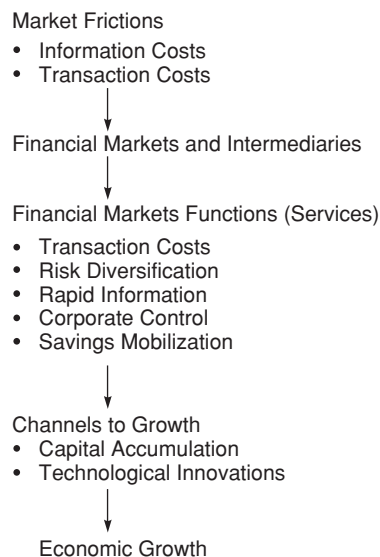 Market Frictions
• Information Costs
• Transaction Costs
Financial Markets and Intermediaries
Financial Markets Functions (Services)
• Transaction Costs
• Risk Diversification
• Rapid Information
• Corporate Control
• Savings Mobilization
Channels to Growth
• Capital Accumulation
• Technological Innovations
Economic Growth